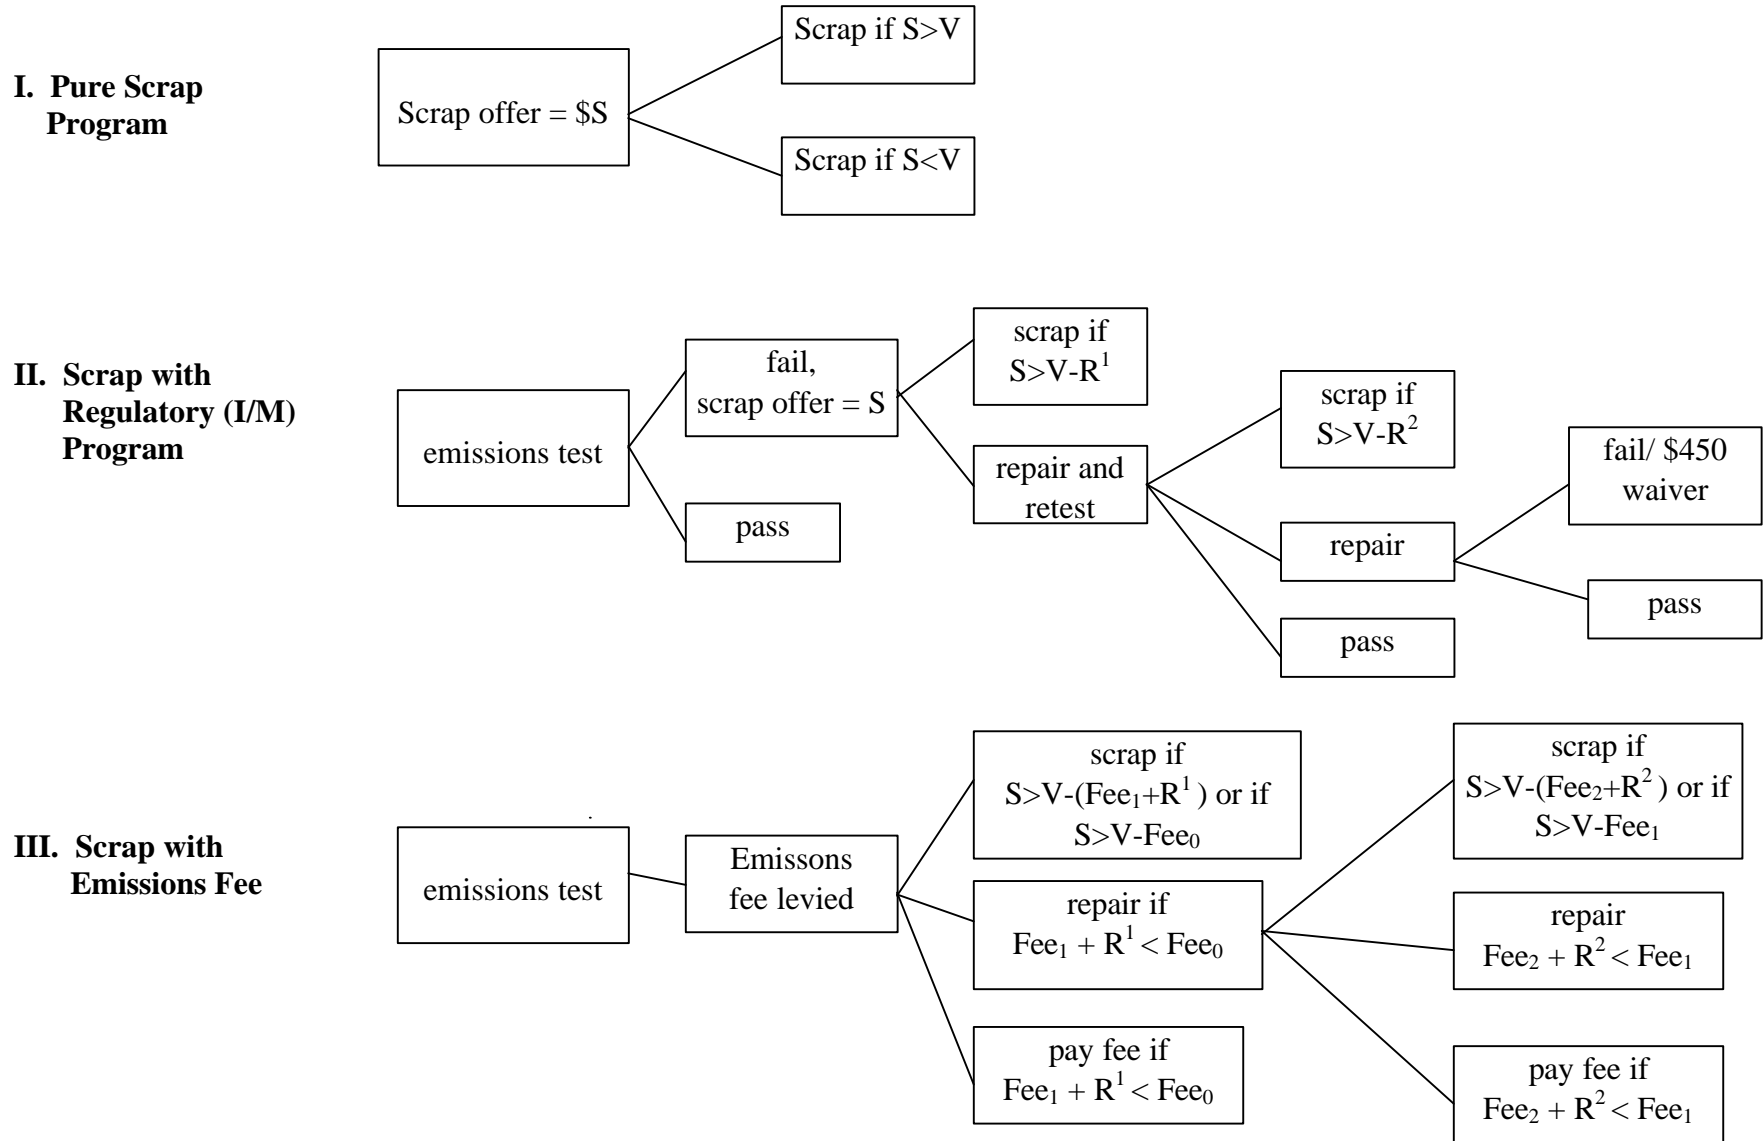 I. Pure Scrap
Program
Scrap offer = $S
Scrap if S>V
Scrap if S<V
II. Scrap with
Regulatory (I/M)
Program
emissions test
fail,
scrap offer = S
pass
scrap if
S>V-R¹
repair and
retest
scrap if
S>V-R²
repair
pass
fail/ $450
waiver
pass
III. Scrap with
Emissions Fee
emissions test
Emissons
fee levied
scrap if
S>V-(Fee₁+R¹ ) or if
S>V-Fee₀
repair if
Fee₁ + R¹ < Fee₀
pay fee if
Fee₁ + R¹ < Fee₀
scrap if
S>V-(Fee₂+R² ) or if
S>V-Fee₁
repair
Fee₂ + R² < Fee₁
pay fee if
Fee₂ + R² < Fee₁